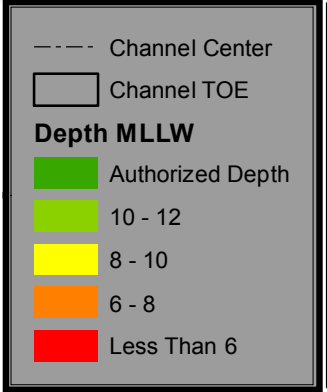 Channel Center
Channel TOE
Depth MLLW
Authorized Depth
10 - 12
8 - 10
6 - 8
Less Than 6